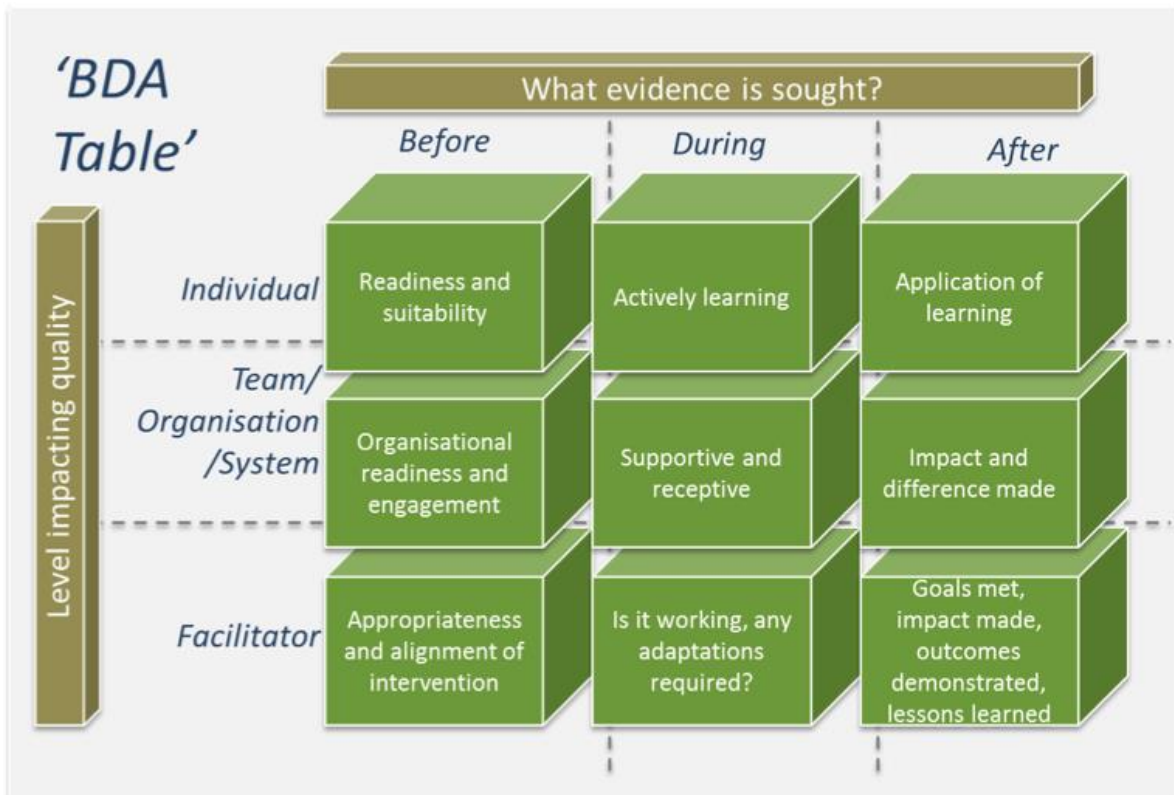 ‘BDA
Table’
What evidence is sought?
Before
During
After
Level impacting quality
Individual
Readiness and
suitability
Actively learning
Application of
learning
Team/
Organisation
/System
Organisational
readiness and
engagement
Supportive and
receptive
Impact and
difference made
Facilitator
Appropriateness
and alignment of
intervention
Is it working, any
adaptations
required?
Goals met,
impact made,
outcomes
demonstrated,
lessons learned